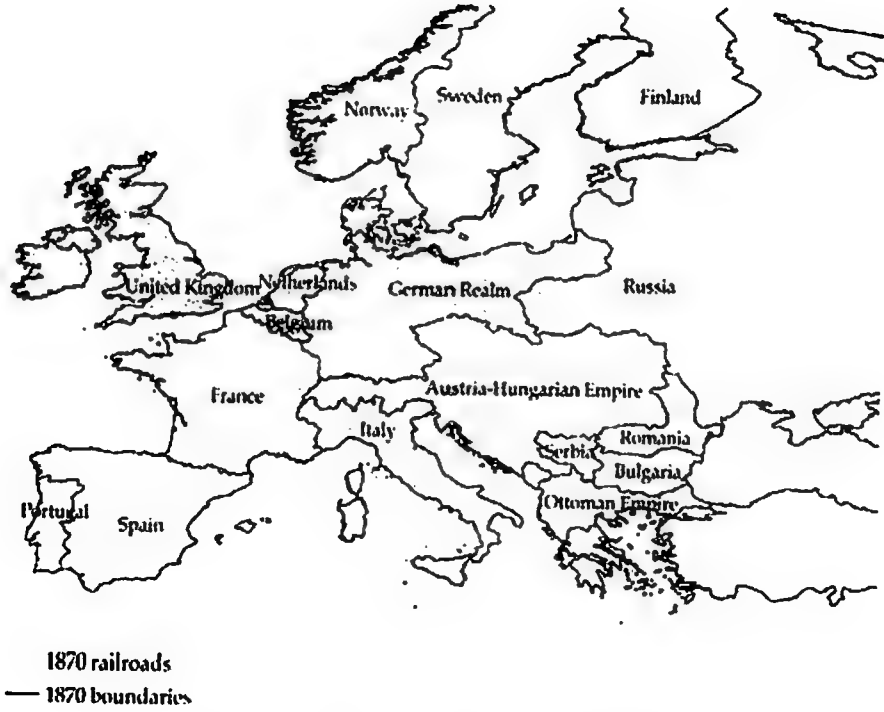 Norway
Sweden
Finland
United Kingdom
Netherlands
German Realm
Russia
Belgium
France
Austria-Hungarian Empire
Italy
Serbia
Romania
Bulgaria
Portugal
Spain
Ottoman Empire
1870 railroads
1870 boundaries